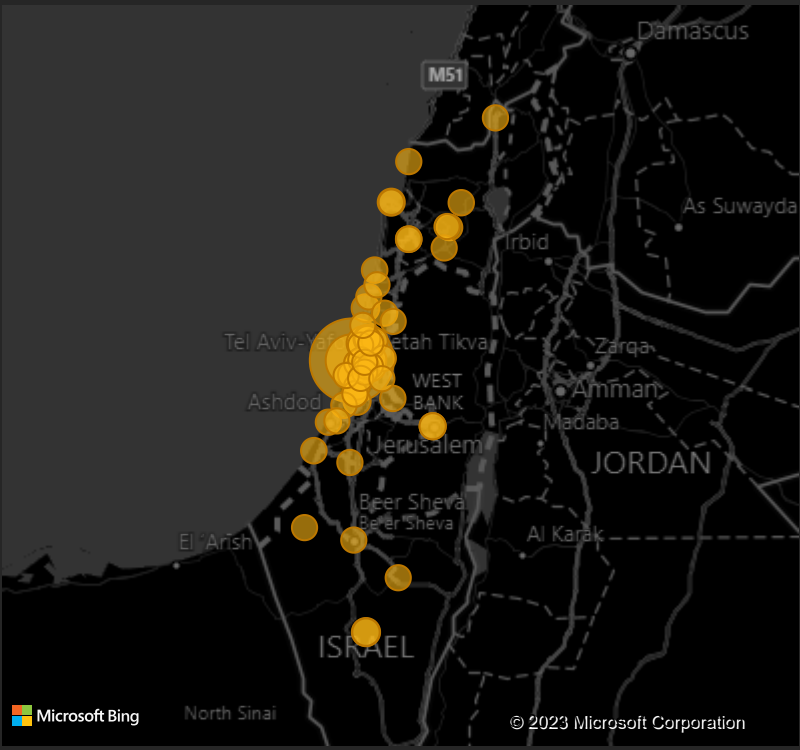 Damascus
M51
As Suwayda
Irbid
Tel Aviv-Yafo
etah Tikva
Zarqa
WEST
BANK
Amman
Ashdod
Madaba
Jerusalem
JORDAN
Beer Sheva
Be'er Sheva
Al Karak
El 'Arish
ISRAEL
North Sinai
Microsoft Bing
© 2023 Microsoft Corporation